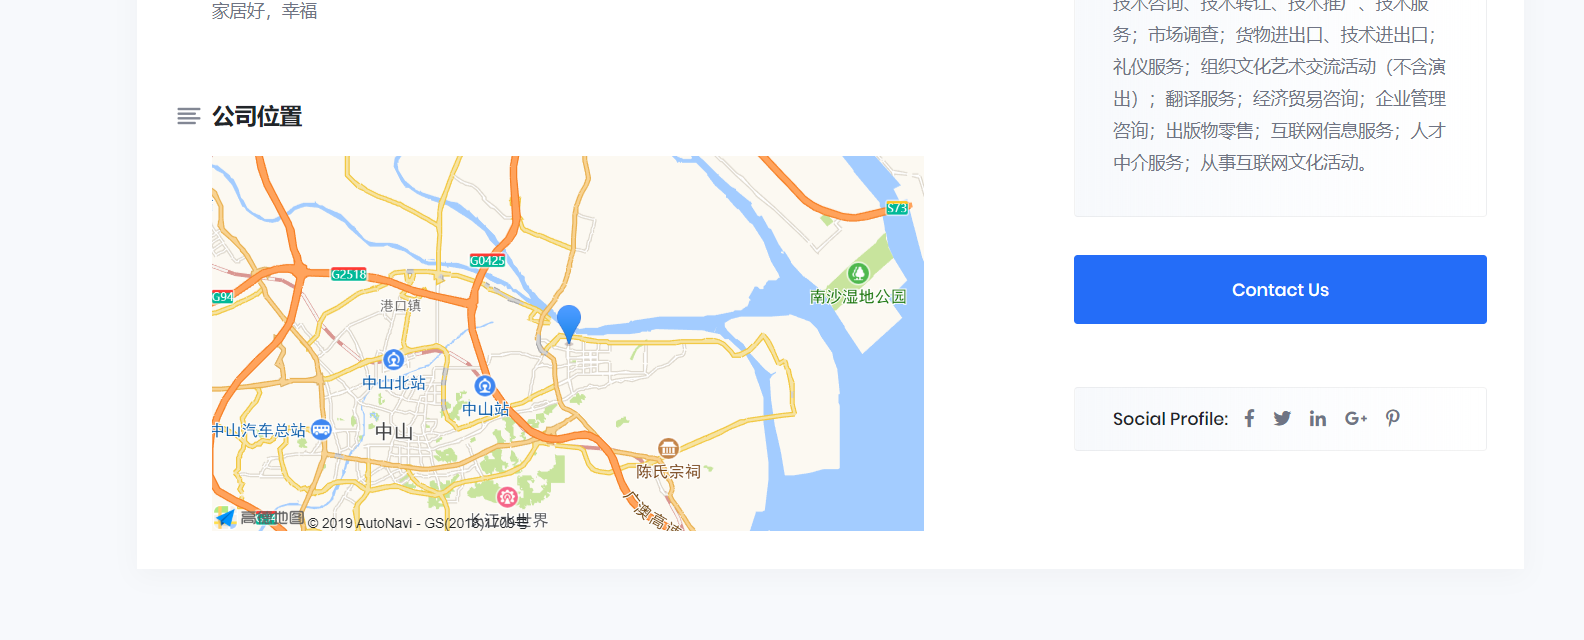 家居好，幸福
公司位置
S73
G0425
G2518
G94
南沙湿地公园
港口镇
中山北站
中山站
中山汽车总站
中山
陈氏宗祠
广澳高速
长江水世界
高德地图
© 2019 AutoNavi - GS(2018)1709号
技术咨询、技术转让、技术推广、技术服
务；市场调查；货物进出口、技术进出口；
礼仪服务；组织文化艺术交流活动（不含演
出）；翻译服务；经济贸易咨询；企业管理
咨询；出版物零售；互联网信息服务；人才
中介服务；从事互联网文化活动。
Contact Us
Social Profile: